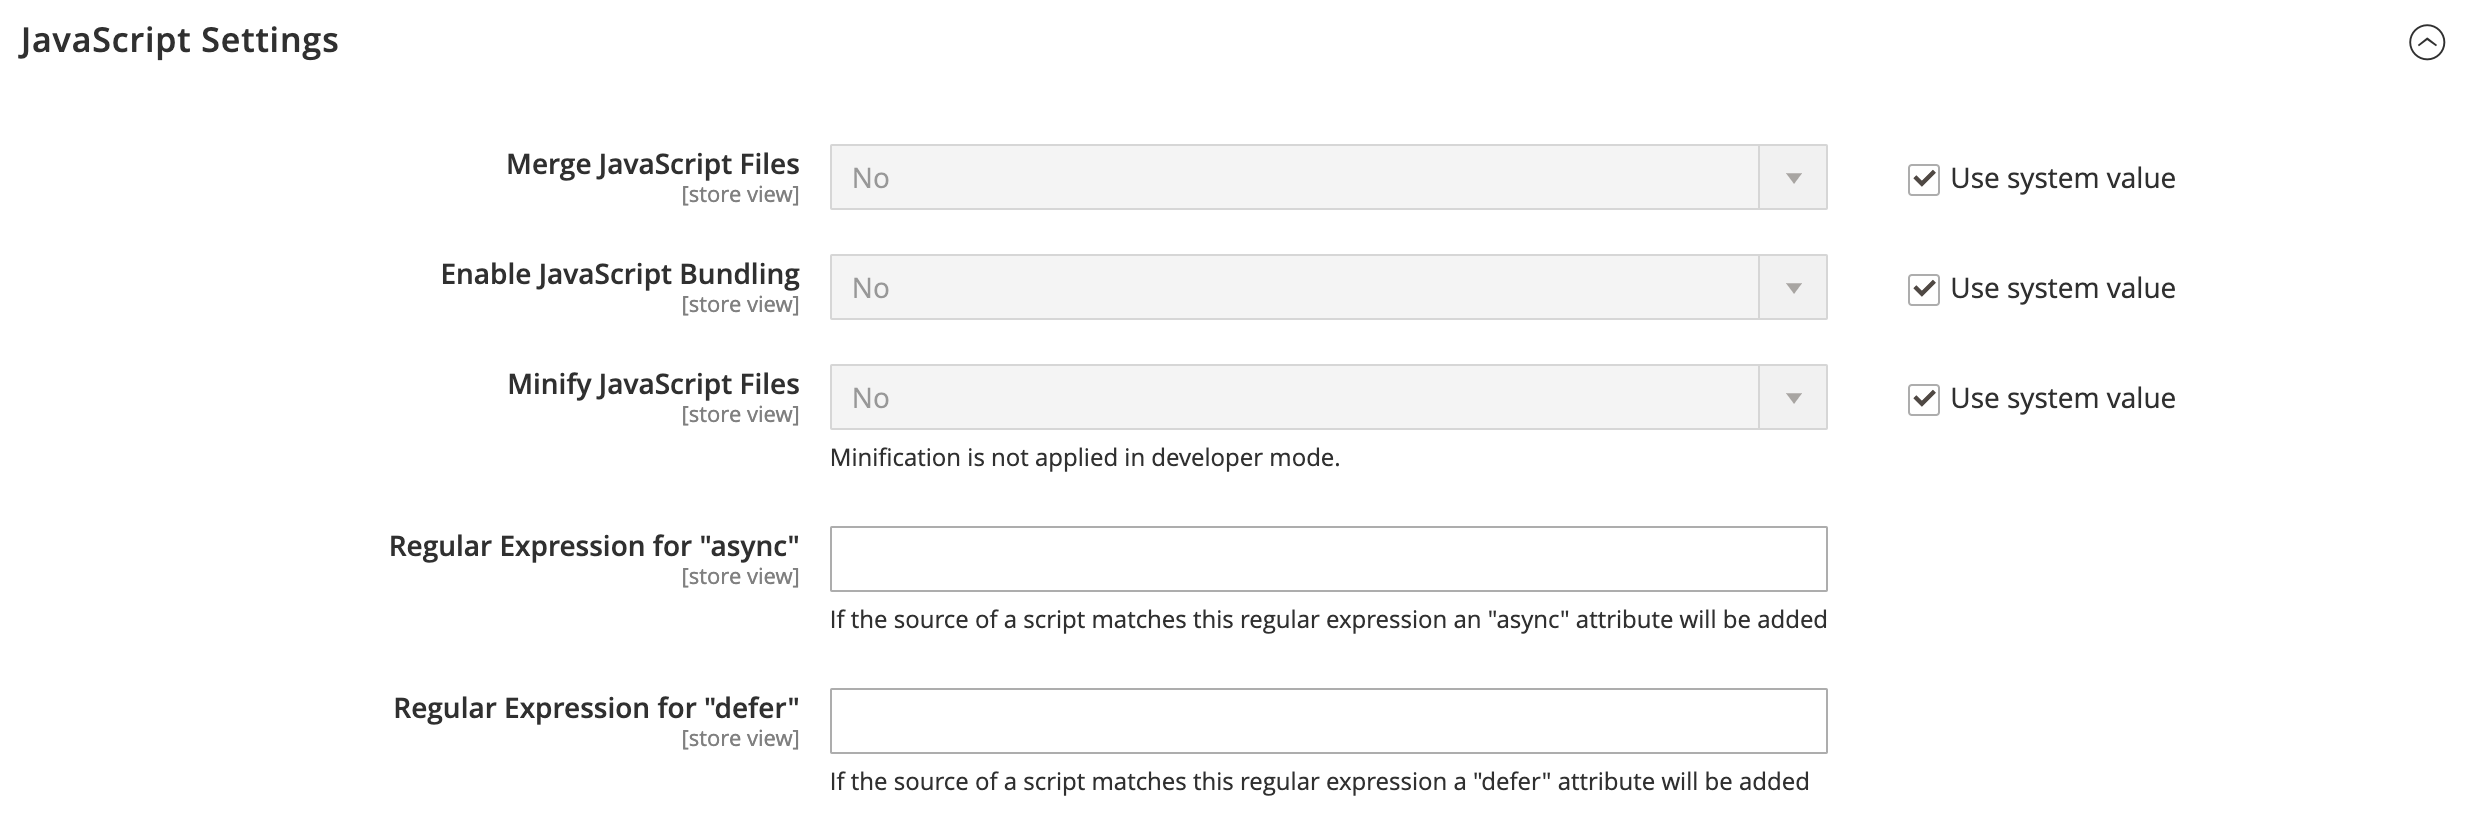 JavaScript Settings
Merge JavaScript Files
[store view]
No
Use system value
Enable JavaScript Bundling
[store view]
No
Use system value
Minify JavaScript Files
[store view]
No
Use system value
Minification is not applied in developer mode.
Regular Expression for "async"
[store view]
If the source of a script matches this regular expression an "async" attribute will be added
Regular Expression for "defer"
[store view]
If the source of a script matches this regular expression a "defer" attribute will be added